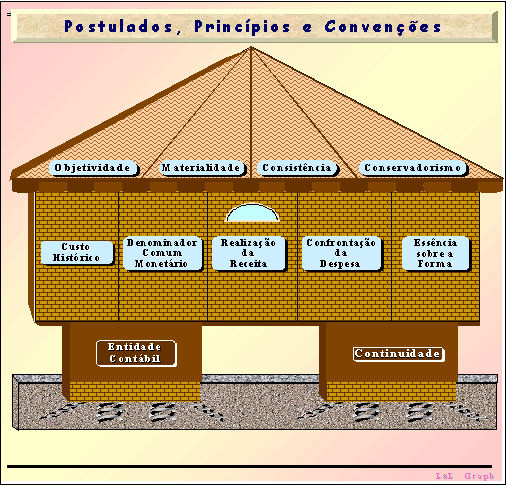 Postulados, Princípios e Convenções
Objetividade
Materialidade
Consistência
Conservadorismo
Custo
Histórico
Denominador
Comum
Monetário
Realização
da
Receita
Confrontação
da
Despesa
Essência
sobre a
Forma
Entidade
Contábil
Continuidade
L&L Graph